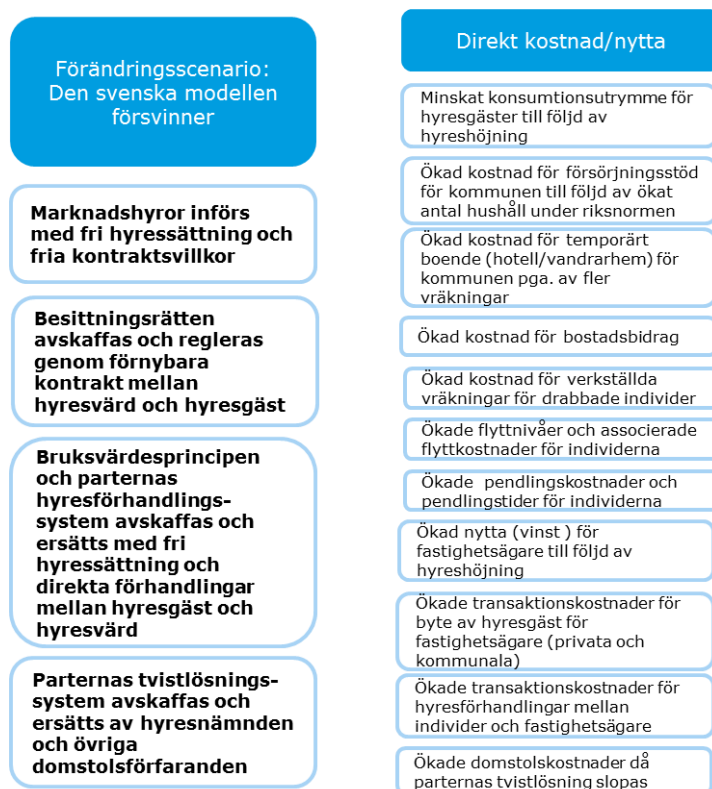 Förändringsscenario:
Den svenska modellen
försvinner
Marknadshyror införs
med fri hyressättning och
fria kontraktsvillkor
Besittningsrätten
avskaffas och regleras
genom förnybara
kontrakt mellan
hyresvärd och hyresgäst
Bruksvärdesprincipen
och parternas
hyresförhandlings-
system avskaffas och
ersätts med fri
hyressättning och
direkta förhandlingar
mellan hyresgäst och
hyresvärd
Parternas tvistlösnings-
system avskaffas och
ersätts av hyresnämnden
och övriga
domstolsförfaranden
Direkt kostnad/nytta
Minskat konsumtionsutrymme för
hyresgäster till följd av
hyreshöjning
Ökad kostnad för försörjningsstöd
för kommunen till följd av ökat
antal hushåll under riksnormen
Ökad kostnad för temporärt
boende (hotell/vandrarhem) för
kommunen pga. av fler
vräkningar
Ökad kostnad för bostadsbidrag
Ökad kostnad för verkställda
vräkningar för drabbade individer
Ökade flyttnivåer och associerade
flyttkostnader för individerna
Ökade pendlingskostnader och
pendlingstider för individerna
Ökad nytta (vinst ) för
fastighetsägare till följd av
hyreshöjning
Ökade transaktionskostnader för
byte av hyresgäst för
fastighetsägare (privata och
kommunala)
Ökade transaktionskostnader för
hyresförhandlingar mellan
individer och fastighetsägare
Ökade domstolskostnader då
parternas tvistlösning slopas